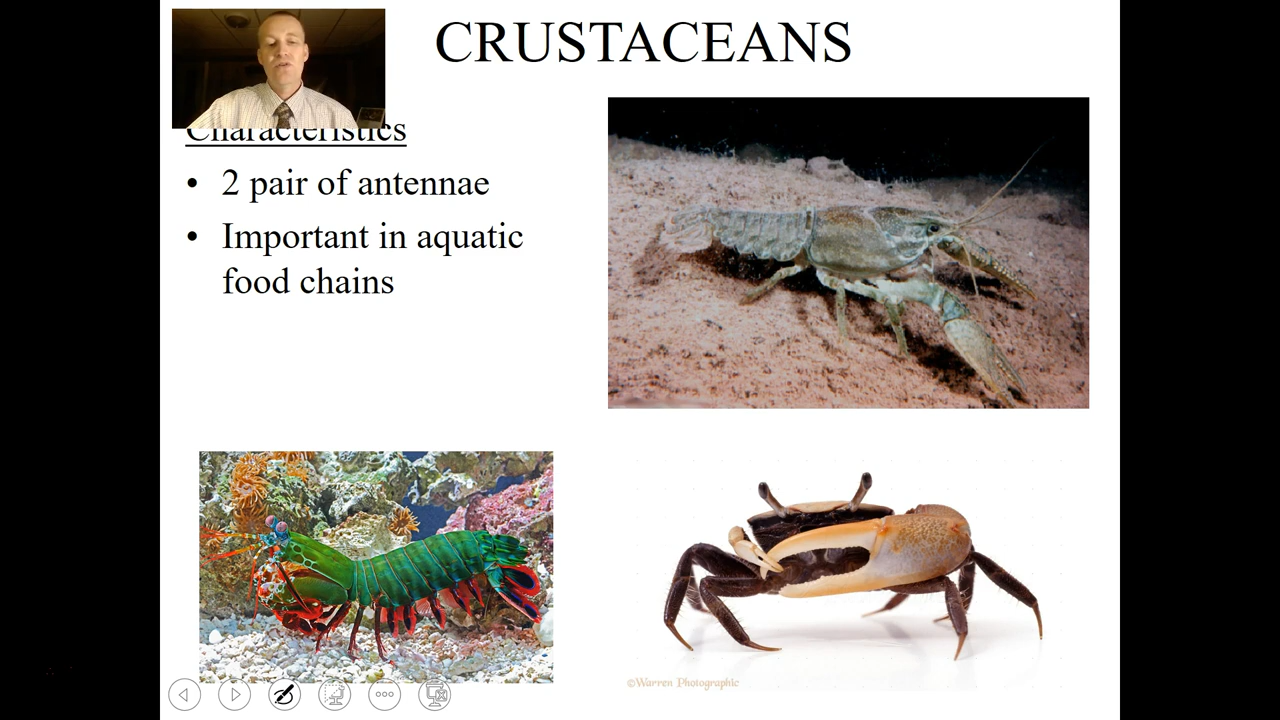 CRUSTACEANS
Characteristics
• 2 pair of antennae
• Important in aquatic
food chains
©Warren Photographic